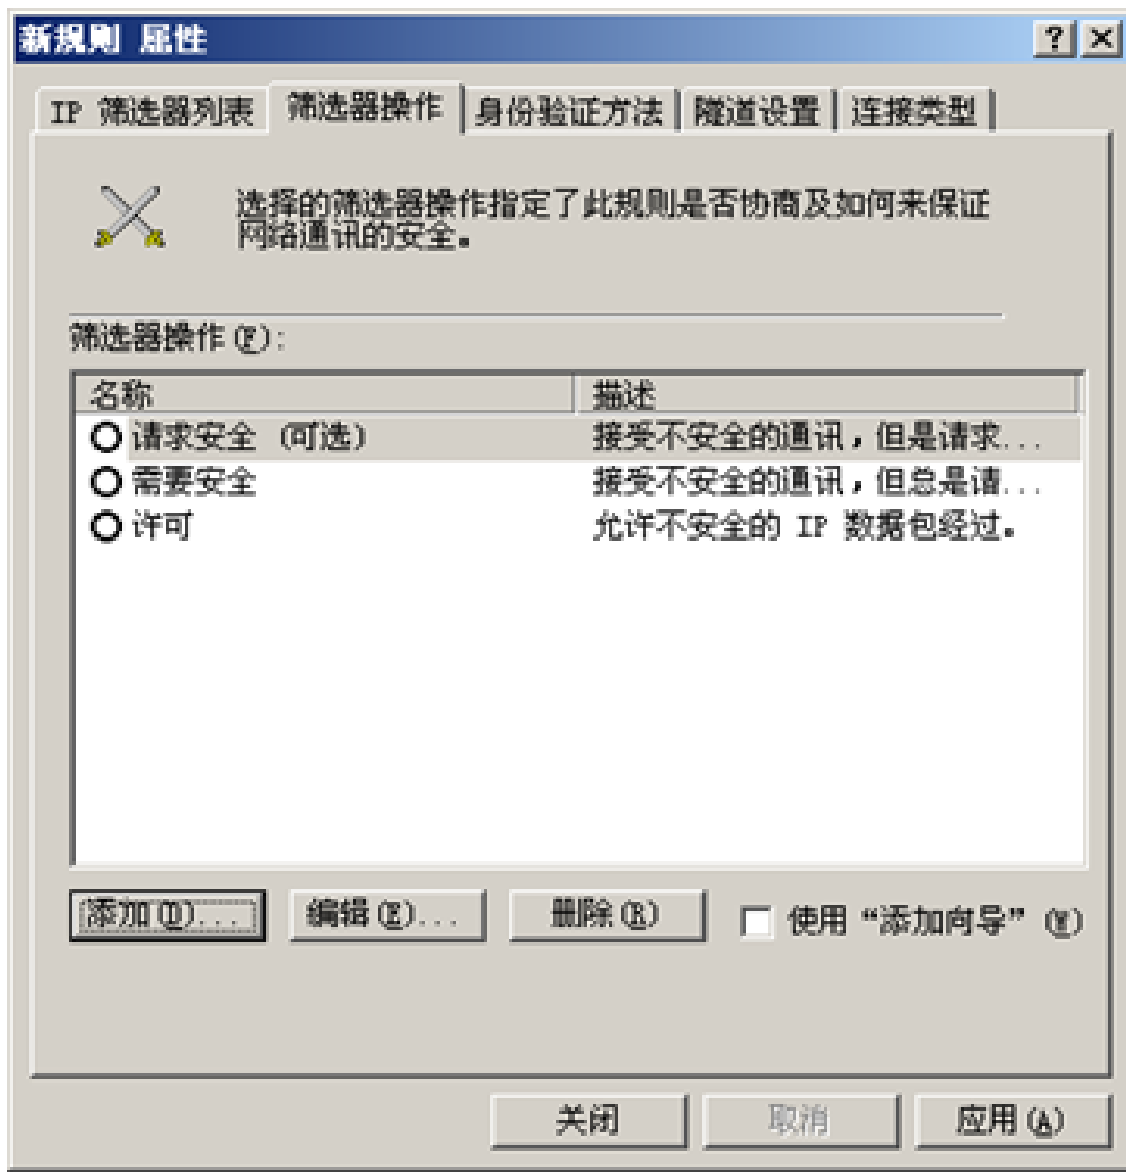 新规则 属性
IP 筛选器列表 筛选器操作 身份验证方法 隧道设置 连接类型
选择的筛选器操作指定了此规则是否协商及如何来保证
网络通讯的安全。
筛选器操作(F):
名称 描述
请求安全 (可选) 接受不安全的通讯，但是请求...
需要安全 接受不安全的通讯，但总是请...
许可 允许不安全的 IP 数据包经过。
添加(D)... 编辑(E)... 删除(R) 使用“添加向导”(W)
关闭 取消 应用(A)